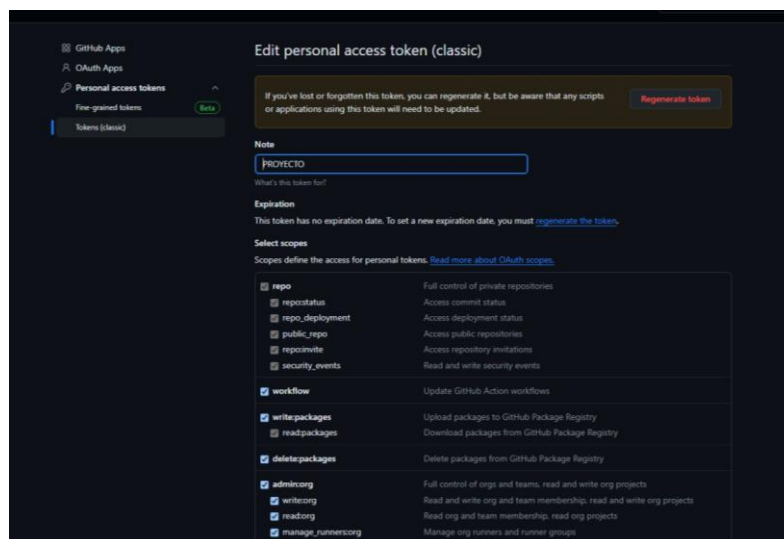 GitHub Apps
OAuth Apps
Personal access tokens
Fine-grained tokens Beta
Tokens (classic)
Edit personal access token (classic)
If you've lost or forgotten this token, you can regenerate it, but be aware that any scripts
or applications using this token will need to be updated.
Regenerate token
Note
PROYECTO
What's this token for?
Expiration
This token has no expiration date. To set a new expiration date, you must regenerate the token.
Select scopes
Scopes define the access for personal tokens. Read more about OAuth scopes.
repo Full control of private repositories
repo:status Access commit status
repo_deployment Access deployment status
public_repo Access public repositories
repo:invite Access repository invitations
security_events Read and write security events
workflow Update GitHub Action workflows
write:packages Upload packages to GitHub Package Registry
read:packages Download packages from GitHub Package Registry
delete:packages Delete packages from GitHub Package Registry
admin:org Full control of orgs and teams, read and write org projects
write:org Read and write org and team membership, read and write org projects
read:org Read org and team membership, read org projects
manage_runners:org Manage org runners and runner groups